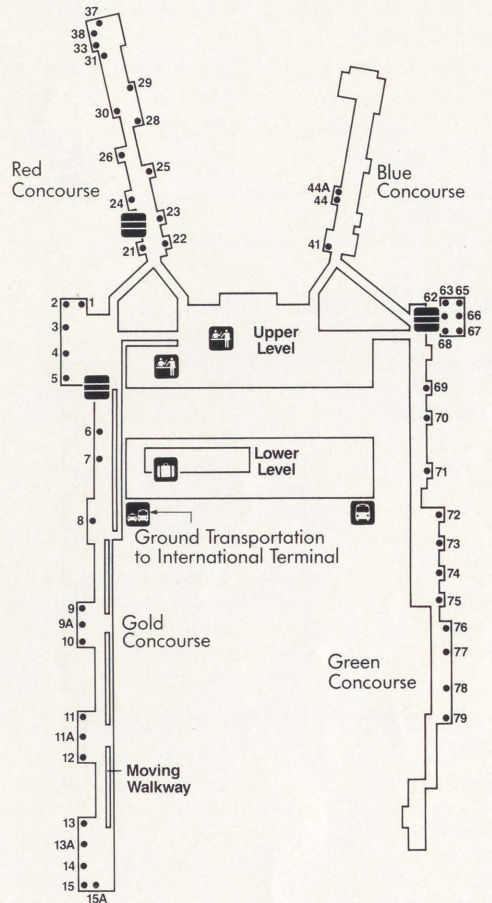 37
38
33
31
29
30
28
26
25
24
23
21
22
Red
Concourse
Blue
Concourse
44A
44
41
2
1
3
4
5
62
63 65
66
67
68
Upper
Level
69
70
71
6
7
8
Lower
Level
Ground Transportation
to International Terminal
72
73
74
75
76
77
78
79
9
9A
10
Gold
Concourse
Green
Concourse
11
11A
12
Moving
Walkway
13
13A
14
15
15A